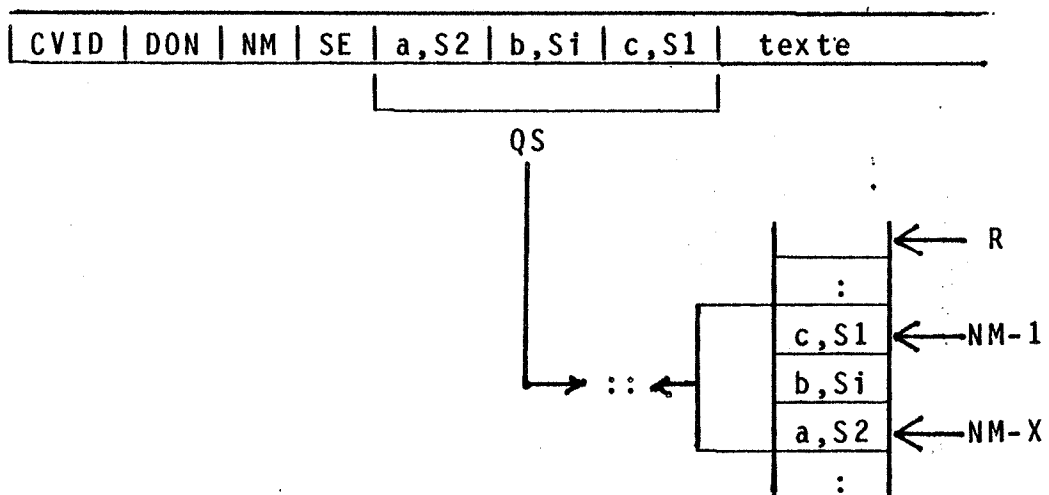 | CVID | DON | NM | SE | a,S2 | b,Si | c,S1 | texte
QS
R
:
c,S1
NM-1
:: b,Si
a,S2
NM-X
: